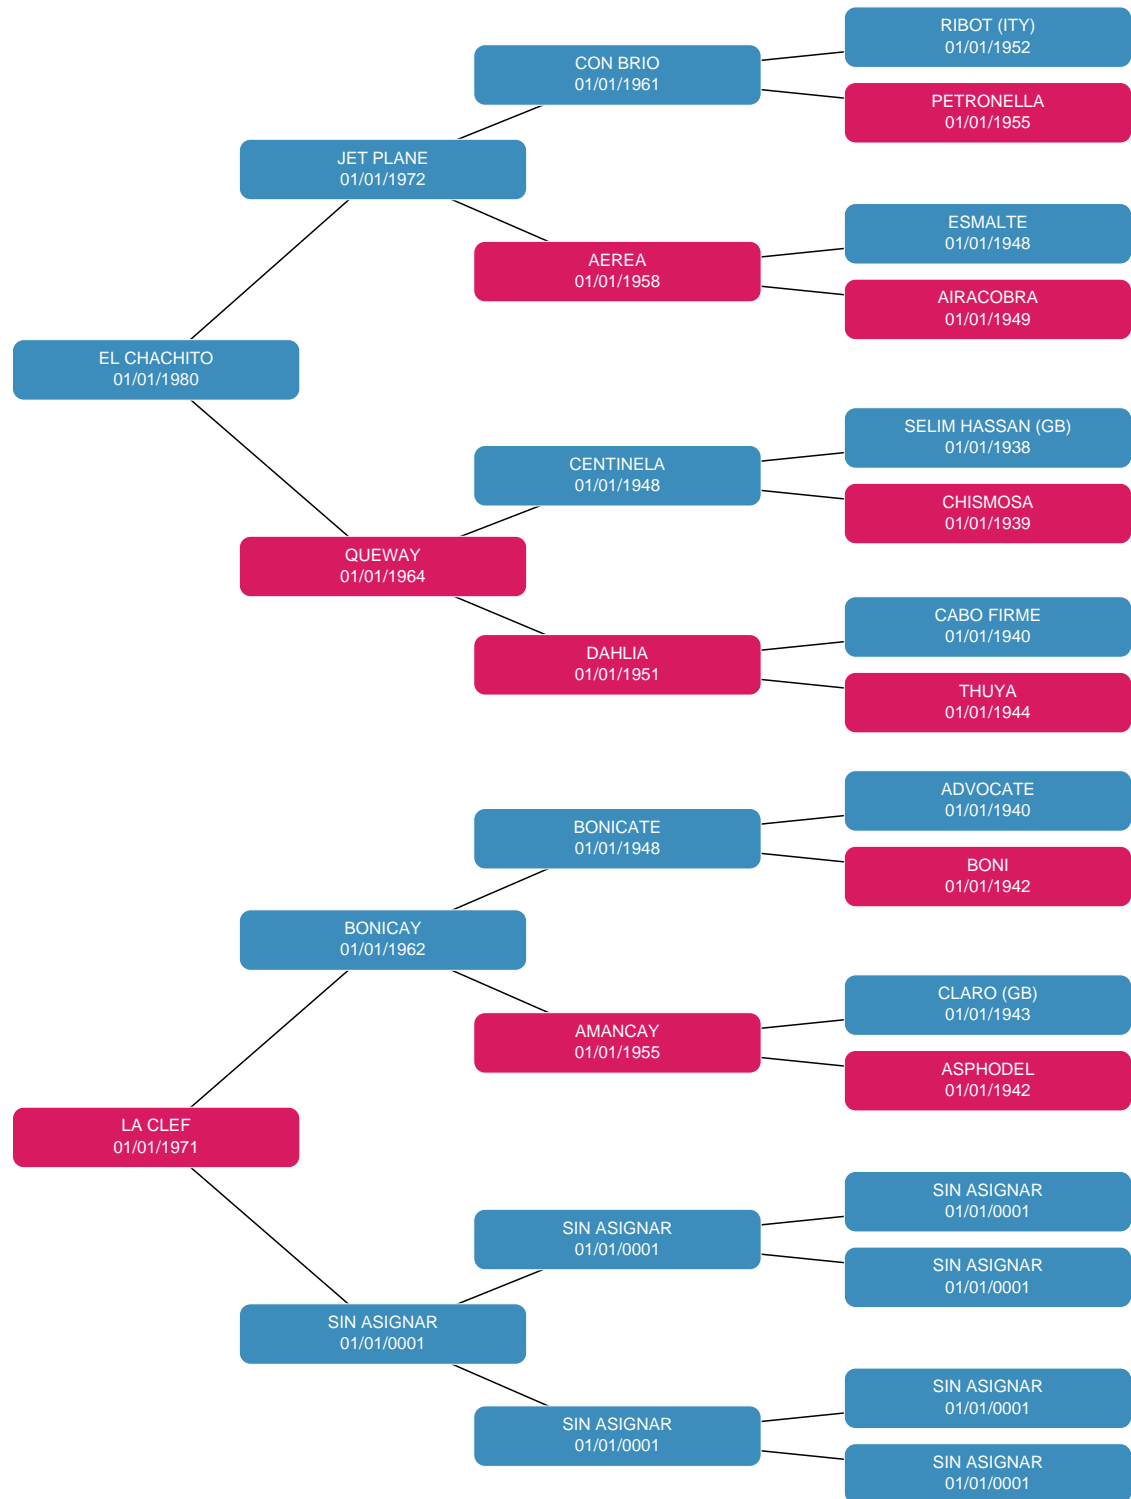 RIBOT (ITY)
01/01/1952
CON BRIO
01/01/1961
PETRONELLA
01/01/1955
JET PLANE
01/01/1972
ESMALTE
01/01/1948
AEREA
01/01/1958
AIRACOBRA
01/01/1949
EL CHACHITO
01/01/1980
SELIM HASSAN (GB)
01/01/1938
CENTINELA
01/01/1948
CHISMOSA
01/01/1939
QUEWAY
01/01/1964
CABO FIRME
01/01/1940
DAHLIA
01/01/1951
THUYA
01/01/1944
ADVOCATE
01/01/1940
BONICATE
01/01/1948
BONI
01/01/1942
BONICAY
01/01/1962
CLARO (GB)
01/01/1943
AMANCAY
01/01/1955
ASPHODEL
01/01/1942
LA CLEF
01/01/1971
SIN ASIGNAR
01/01/0001
SIN ASIGNAR
01/01/0001
SIN ASIGNAR
01/01/0001
SIN ASIGNAR
01/01/0001
SIN ASIGNAR
01/01/0001
SIN ASIGNAR
01/01/0001
SIN ASIGNAR
01/01/0001